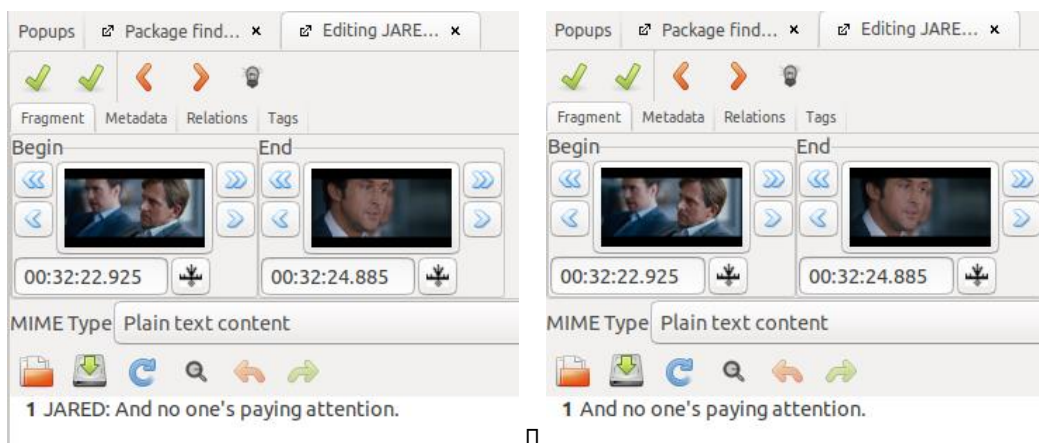 Popups Package find... × Editing JARE... ×
Fragment Metadata Relations Tags
Begin End
00:32:22.925 00:32:24.885
MIME Type Plain text content
1 JARED: And no one's paying attention.
Popups Package find... × Editing JARE... ×
Fragment Metadata Relations Tags
Begin End
00:32:22.925 00:32:24.885
MIME Type Plain text content
1 And no one's paying attention.